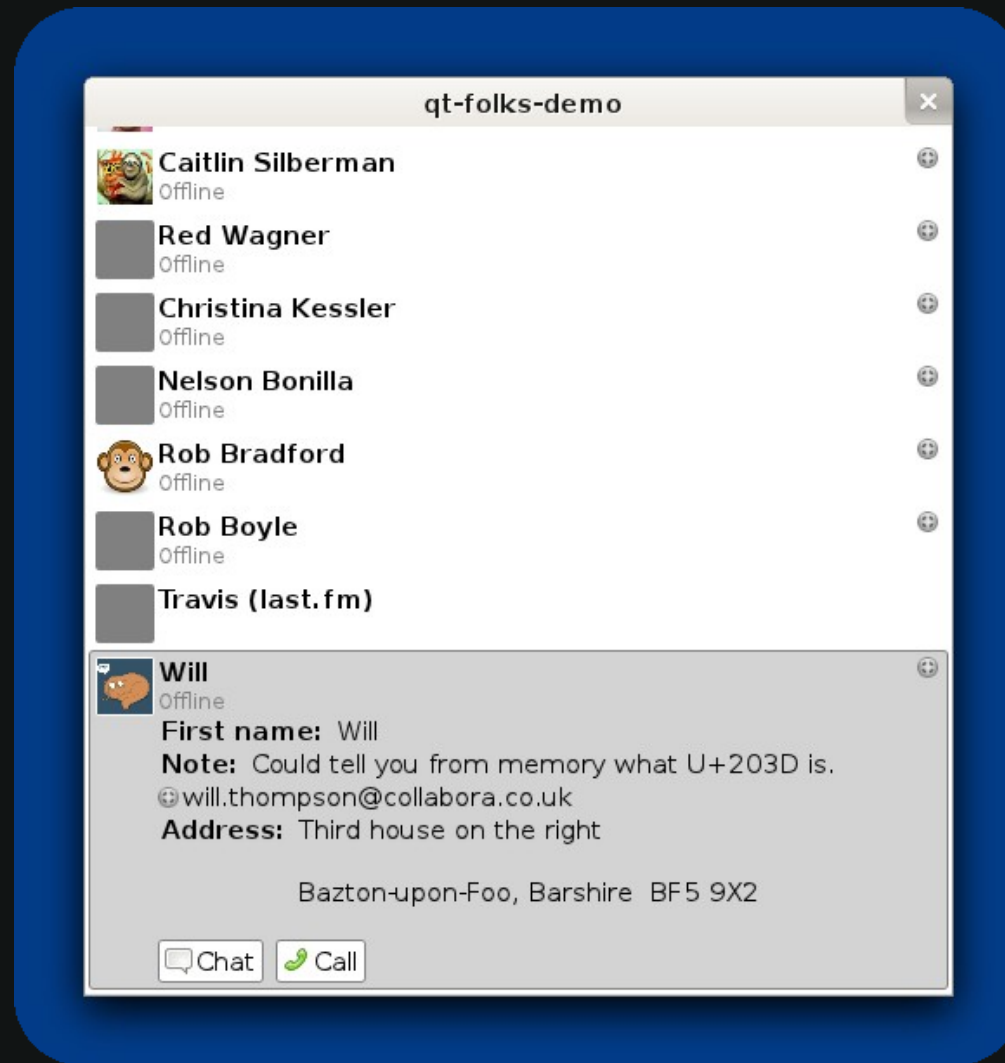 qt-folks-demo
Caitlin Silberman
Offline
Red Wagner
Offline
Christina Kessler
Offline
Nelson Bonilla
Offline
Rob Bradford
Offline
Rob Boyle
Offline
Travis (last.fm)
Will
Offline
First name: Will
Note: Could tell you from memory what U+203D is.
will.thompson@collabora.co.uk
Address: Third house on the right
Bazton-upon-Foo, Barshire BF5 9X2
Chat Call